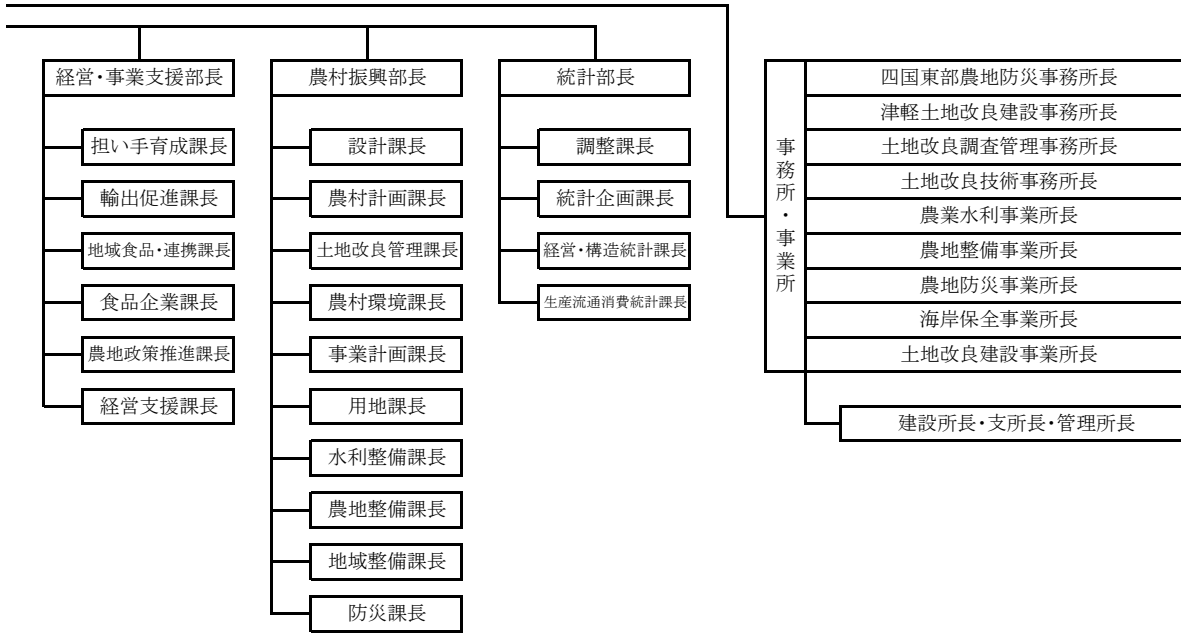 経営・事業支援部長
担い手育成課長
輸出促進課長
地域食品・連携課長
食品企業課長
農地政策推進課長
経営支援課長
農村振興部長
設計課長
農村計画課長
土地改良管理課長
農村環境課長
事業計画課長
用地課長
水利整備課長
農地整備課長
地域整備課長
防災課長
統計部長
調整課長
統計企画課長
経営・構造統計課長
生産流通消費統計課長
事務所・事業所
四国東部農地防災事務所長
津軽土地改良建設事務所長
土地改良調査管理事務所長
土地改良技術事務所長
農業水利事業所長
農地整備事業所長
農地防災事業所長
海岸保全事業所長
土地改良建設事業所長
建設所長・支所長・管理所長